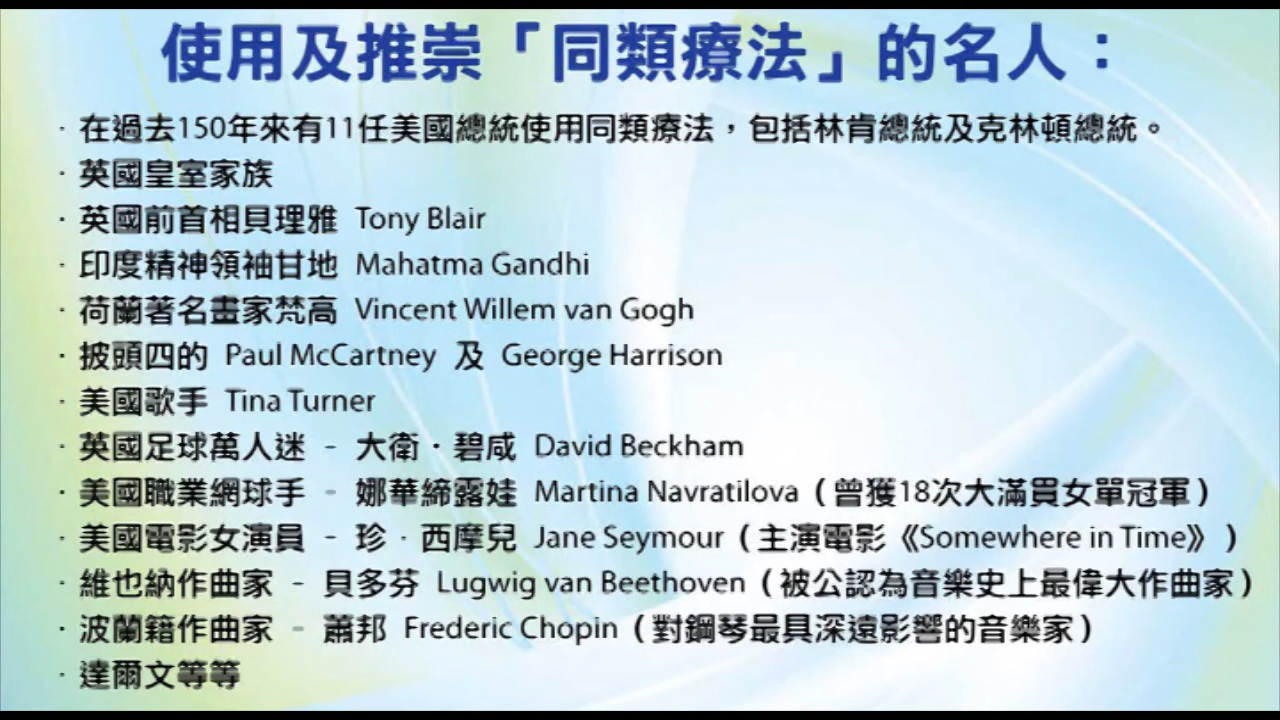 使用及推崇「同類療法」的名人：
· 在過去150年來有11任美國總統使用同類療法，包括林肯總統及克林頓總統。
· 英國皇室家族
· 英國前首相貝理雅 Tony Blair
· 印度精神領袖甘地 Mahatma Gandhi
· 荷蘭著名畫家梵高 Vincent Willem van Gogh
· 披頭四的 Paul McCartney 及 George Harrison
· 美國歌手 Tina Turner
· 英國足球萬人迷 - 大衛·碧咸 David Beckham
· 美國職業網球手 - 娜華締露娃 Martina Navratilova（曾獲18次大滿貫女單冠軍）
· 美國電影女演員 - 珍·西摩兒 Jane Seymour（主演電影《Somewhere in Time》）
· 維也納作曲家 - 貝多芬 Lugwig van Beethoven（被公認為音樂史上最偉大作曲家）
· 波蘭籍作曲家 - 蕭邦 Frederic Chopin（對鋼琴最具深遠影響的音樂家）
· 達爾文等等